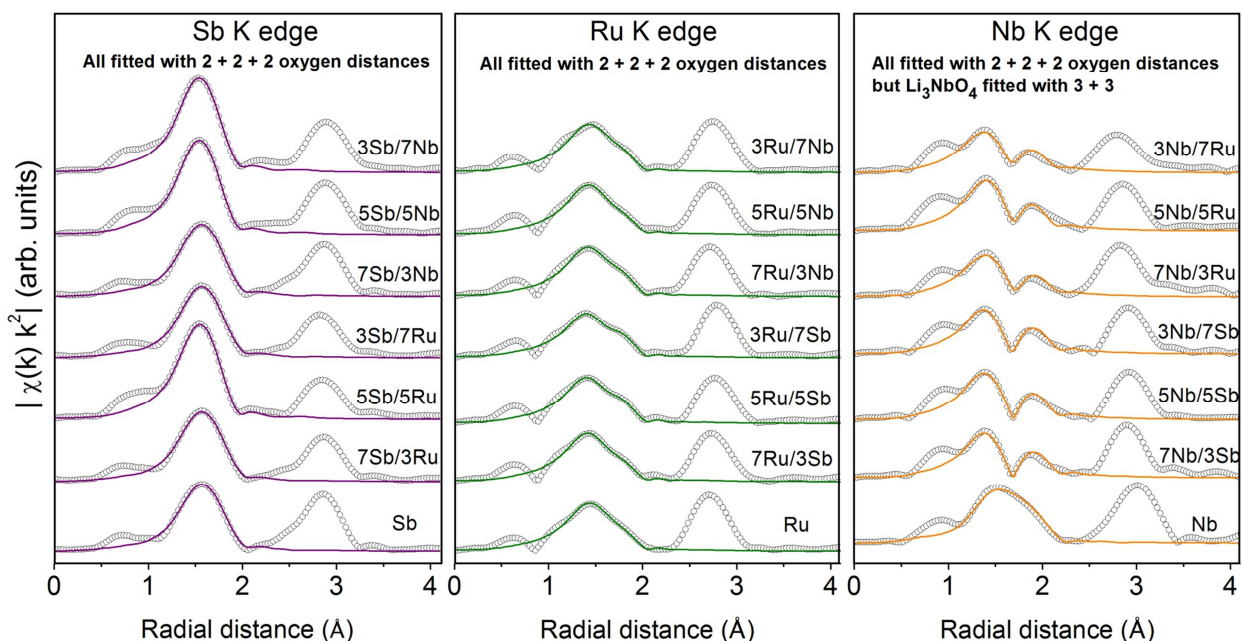 Sb K edge
All fitted with 2 + 2 + 2 oxygen distances
3Sb/7Nb
5Sb/5Nb
7Sb/3Nb
3Sb/7Ru
5Sb/5Ru
7Sb/3Ru
Sb
Ru K edge
All fitted with 2 + 2 + 2 oxygen distances
3Ru/7Nb
5Ru/5Nb
7Ru/3Nb
3Ru/7Sb
5Ru/5Sb
7Ru/3Sb
Ru
Nb K edge
All fitted with 2 + 2 + 2 oxygen distances
but Li₃NbO₄ fitted with 3 + 3
3Nb/7Ru
5Nb/5Ru
7Nb/3Ru
3Nb/7Sb
5Nb/5Sb
7Nb/3Sb
Nb
| χ(k) k²| (arb. units)
0 1 2 3 4
0 1 2 3 4
0 1 2 3 4
Radial distance (Å)
Radial distance (Å)
Radial distance (Å)